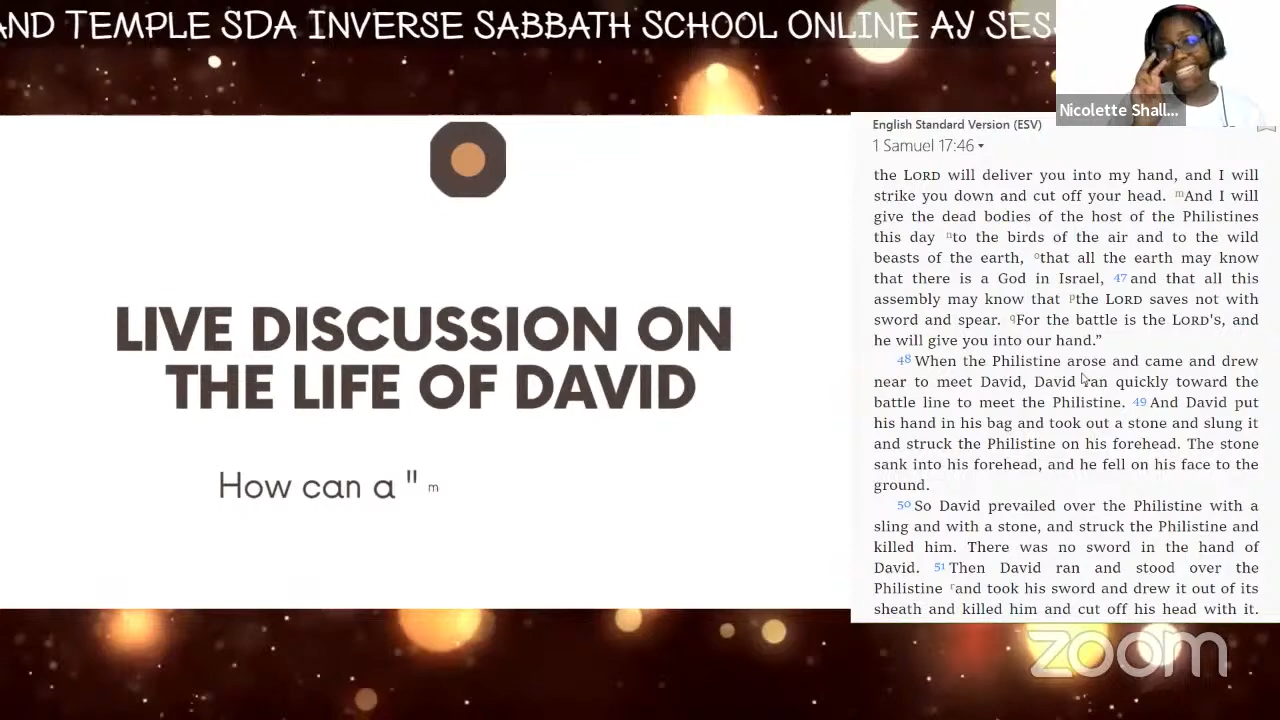 AND TEMPLE SDA INVERSE SABBATH SCHOOL ONLINE AY SES
Nicolette Shall...
LIVE DISCUSSION ON
THE LIFE OF DAVID
How can a " m
English Standard Version (ESV)
1 Samuel 17:46
the LORD will deliver you into my hand, and I will
strike you down and cut off your head. mAnd I will
give the dead bodies of the host of the Philistines
this day nto the birds of the air and to the wild
beasts of the earth, othat all the earth may know
that there is a God in Israel, 47 and that all this
assembly may know that pthe LORD saves not with
sword and spear. qFor the battle is the LORD's, and
he will give you into our hand.”
48 When the Philistine arose and came and drew
near to meet David, David ran quickly toward the
battle line to meet the Philistine. 49 And David put
his hand in his bag and took out a stone and slung it
and struck the Philistine on his forehead. The stone
sank into his forehead, and he fell on his face to the
ground.
50 So David prevailed over the Philistine with a
sling and with a stone, and struck the Philistine and
killed him. There was no sword in the hand of
David. 51 Then David ran and stood over the
Philistine rand took his sword and drew it out of its
sheath and killed him and cut off his head with it.
zoom